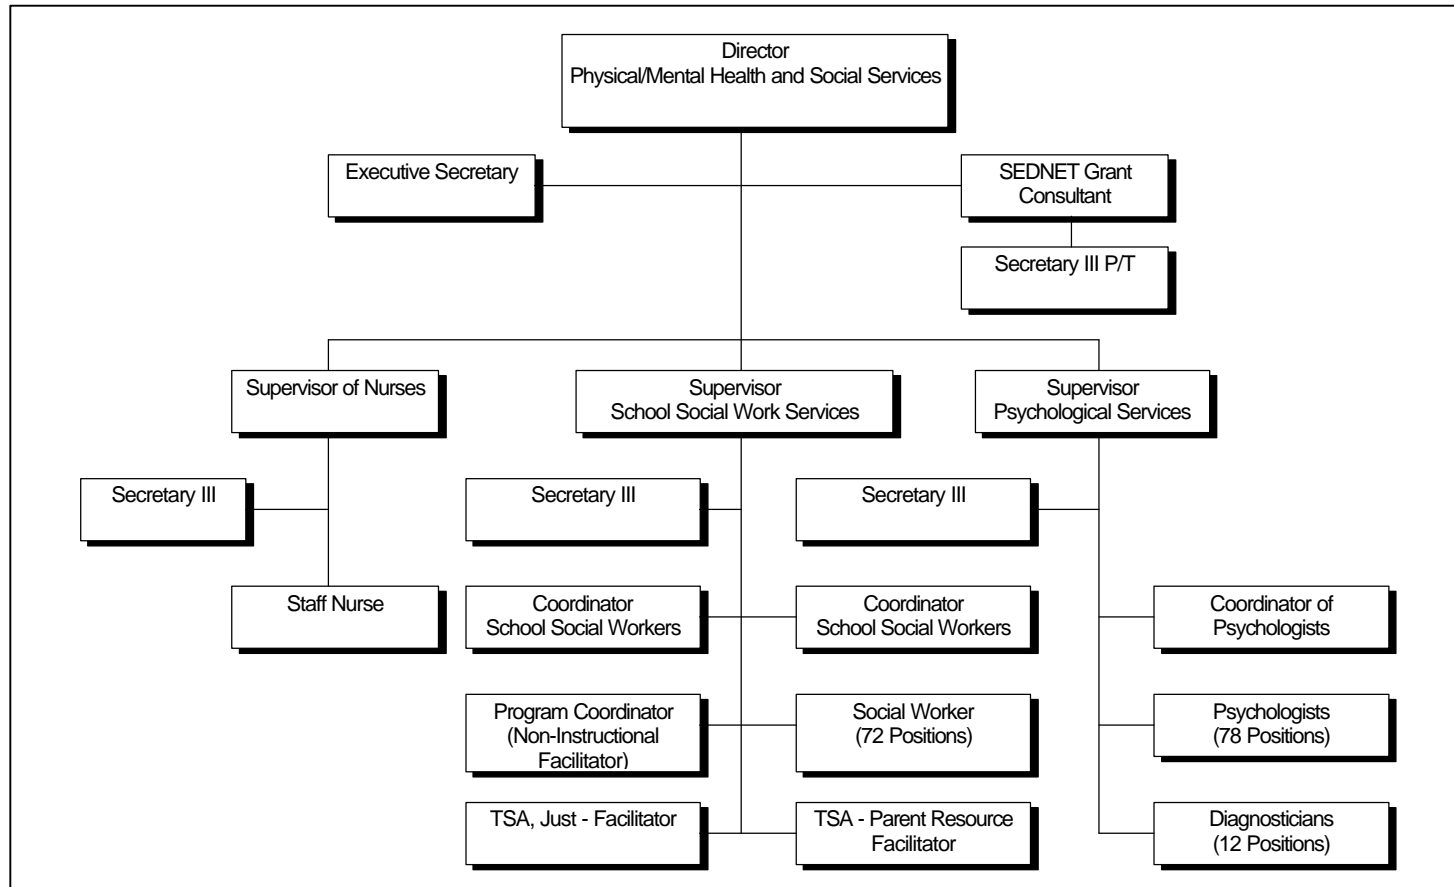 Director
Physical/Mental Health and Social Services
Executive Secretary
SEDNET Grant
Consultant
Secretary III P/T
Supervisor of Nurses
Supervisor
School Social Work Services
Supervisor
Psychological Services
Secretary III
Secretary III
Secretary III
Staff Nurse
Coordinator
School Social Workers
Coordinator
School Social Workers
Coordinator of
Psychologists
Program Coordinator
(Non-Instructional
Facilitator)
Social Worker
(72 Positions)
Psychologists
(78 Positions)
TSA, Just - Facilitator
TSA - Parent Resource
Facilitator
Diagnosticians
(12 Positions)